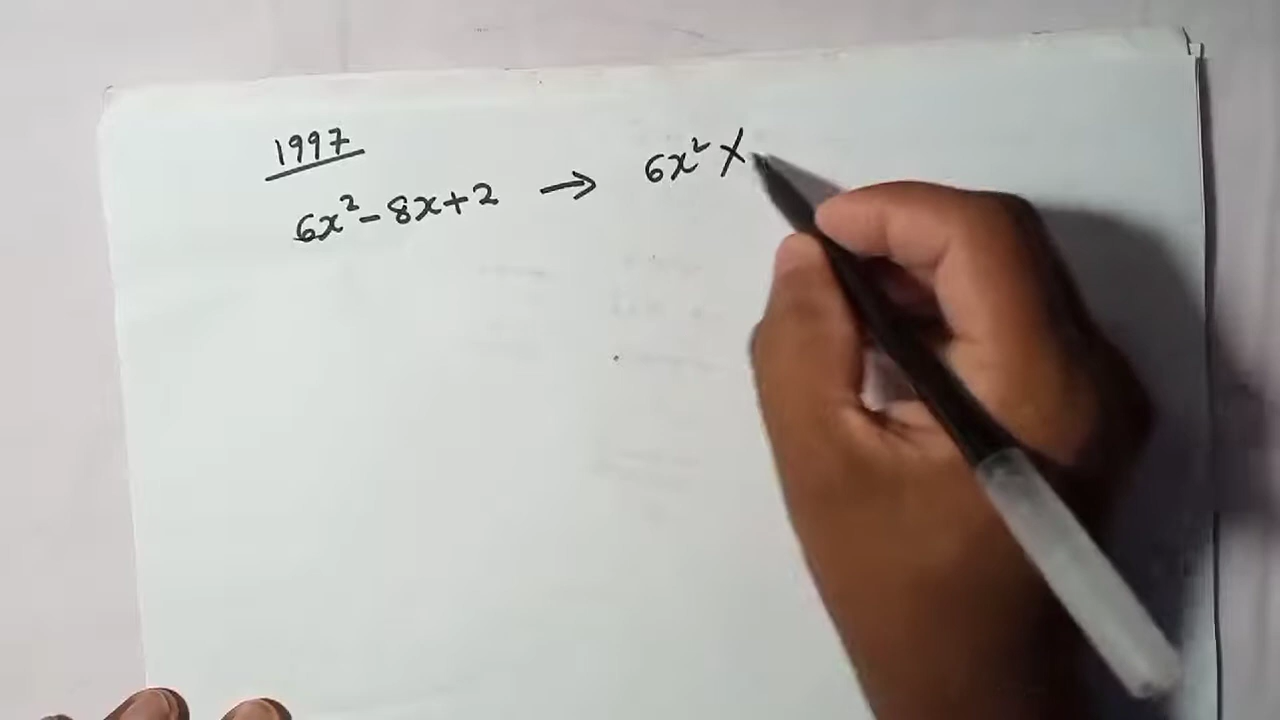 1997
6x² - 8x + 2 → 6x² ×